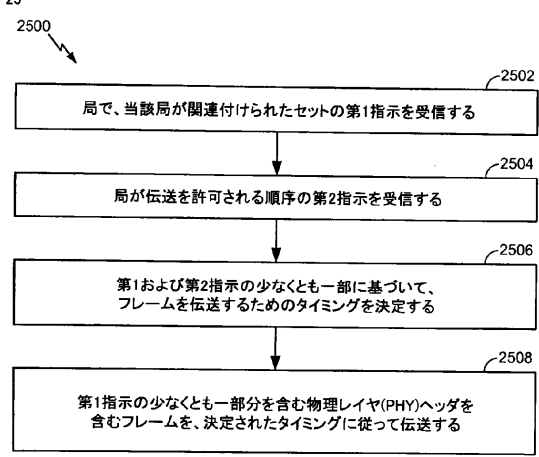 25
2500
2502
局で、当該局が関連付けられたセットの第1指示を受信する
2504
局が伝送を許可される順序の第2指示を受信する
2506
第1および第2指示の少なくとも一部に基づいて、
フレームを伝送するためのタイミングを決定する
2508
第1指示の少なくとも一部分を含む物理レイヤ(PHY)ヘッダを
含むフレームを、決定されたタイミングに従って伝送する